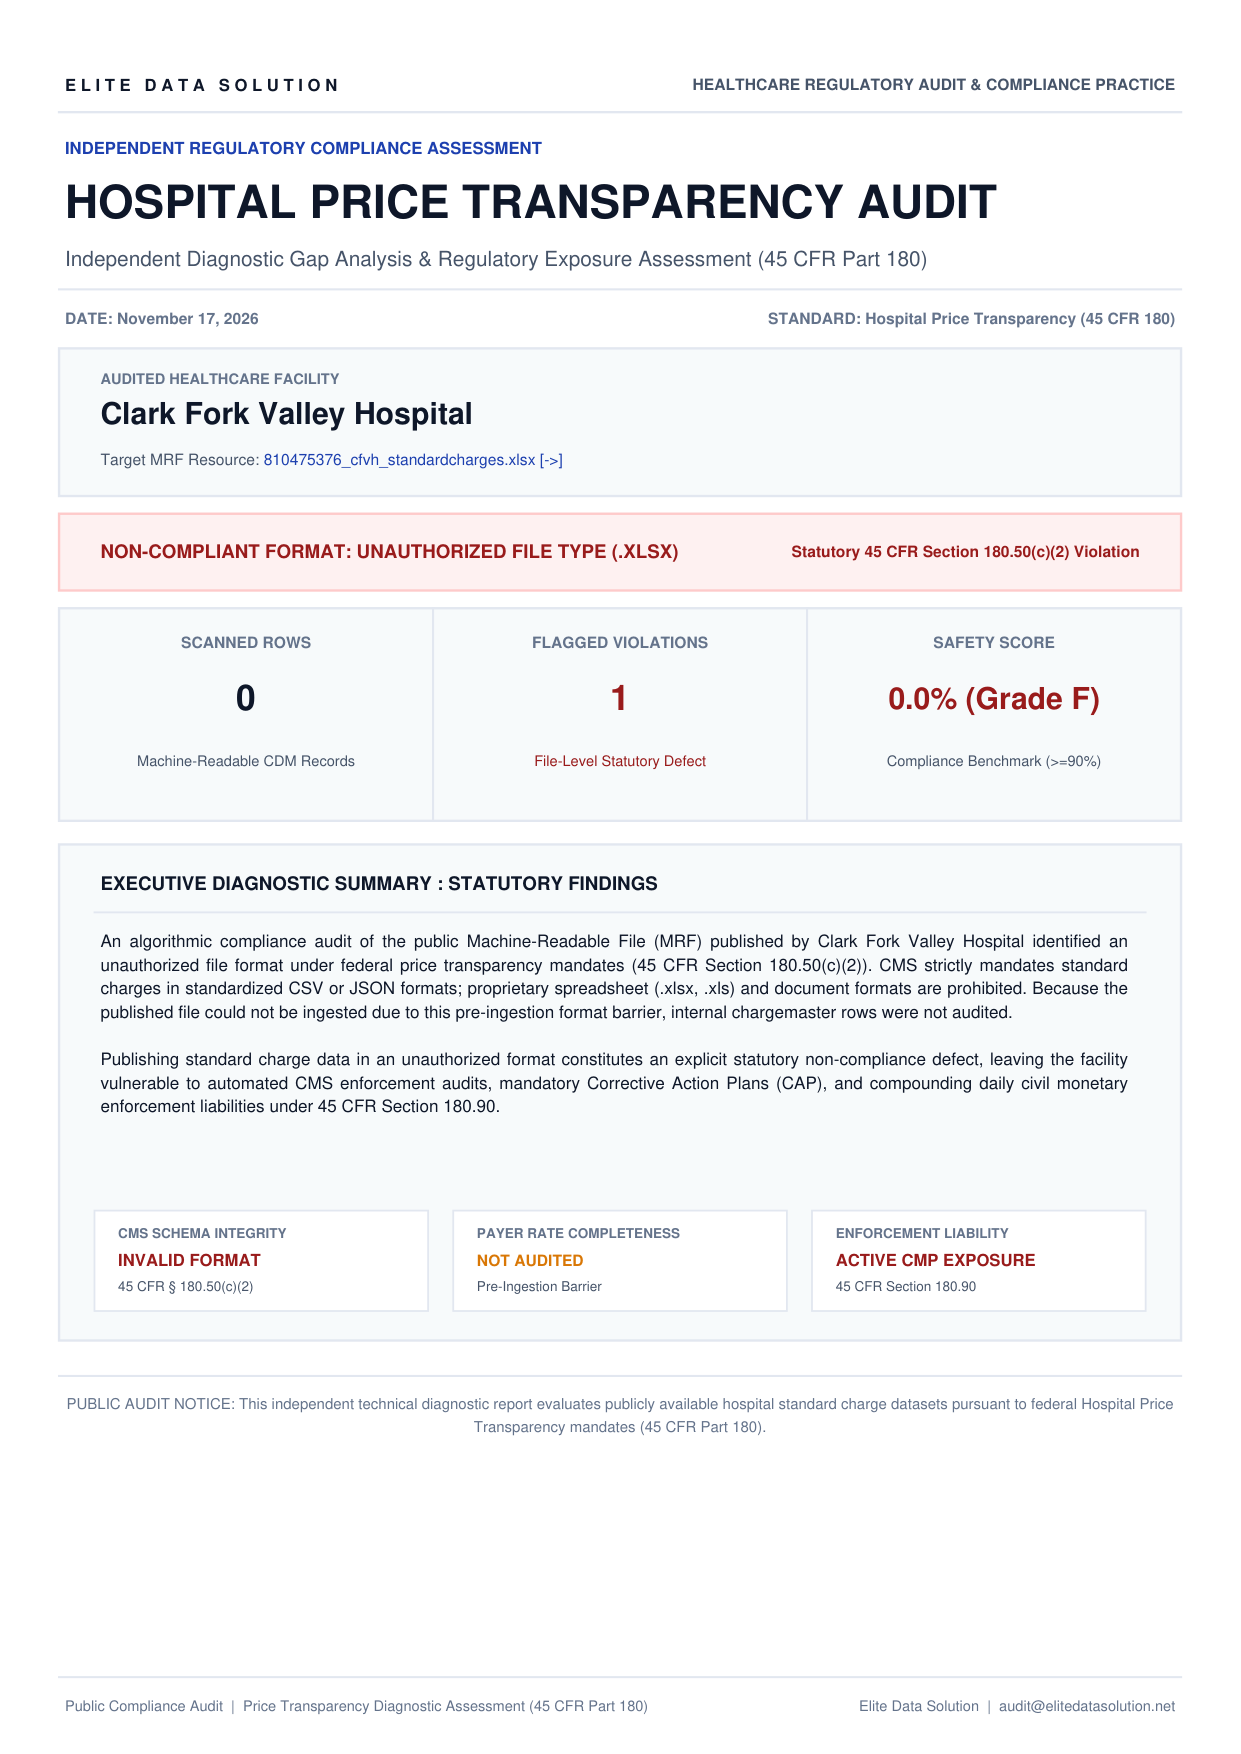 ELITE DATA SOLUTION
HEALTHCARE REGULATORY AUDIT & COMPLIANCE PRACTICE
INDEPENDENT REGULATORY COMPLIANCE ASSESSMENT
HOSPITAL PRICE TRANSPARENCY AUDIT
Independent Diagnostic Gap Analysis & Regulatory Exposure Assessment (45 CFR Part 180)
DATE: November 17, 2026
STANDARD: Hospital Price Transparency (45 CFR 180)
AUDITED HEALTHCARE FACILITY
Clark Fork Valley Hospital
Target MRF Resource: 810475376_cfvh_standardcharges.xlsx [->]
NON-COMPLIANT FORMAT: UNAUTHORIZED FILE TYPE (.XLSX)
Statutory 45 CFR Section 180.50(c)(2) Violation
SCANNED ROWS
0
Machine-Readable CDM Records
FLAGGED VIOLATIONS
1
File-Level Statutory Defect
SAFETY SCORE
0.0% (Grade F)
Compliance Benchmark (>=90%)
EXECUTIVE DIAGNOSTIC SUMMARY : STATUTORY FINDINGS
An algorithmic compliance audit of the public Machine-Readable File (MRF) published by Clark Fork Valley Hospital identified an
unauthorized file format under federal price transparency mandates (45 CFR Section 180.50(c)(2)). CMS strictly mandates standard
charges in standardized CSV or JSON formats; proprietary spreadsheet (.xlsx, .xls) and document formats are prohibited. Because the
published file could not be ingested due to this pre-ingestion format barrier, internal chargemaster rows were not audited.
Publishing standard charge data in an unauthorized format constitutes an explicit statutory non-compliance defect, leaving the facility
vulnerable to automated CMS enforcement audits, mandatory Corrective Action Plans (CAP), and compounding daily civil monetary
enforcement liabilities under 45 CFR Section 180.90.
CMS SCHEMA INTEGRITY
INVALID FORMAT
45 CFR § 180.50(c)(2)
PAYER RATE COMPLETENESS
NOT AUDITED
Pre-Ingestion Barrier
ENFORCEMENT LIABILITY
ACTIVE CMP EXPOSURE
45 CFR Section 180.90
PUBLIC AUDIT NOTICE: This independent technical diagnostic report evaluates publicly available hospital standard charge datasets pursuant to federal Hospital Price
Transparency mandates (45 CFR Part 180).
Public Compliance Audit | Price Transparency Diagnostic Assessment (45 CFR Part 180)
Elite Data Solution | audit@elitedatasolution.net